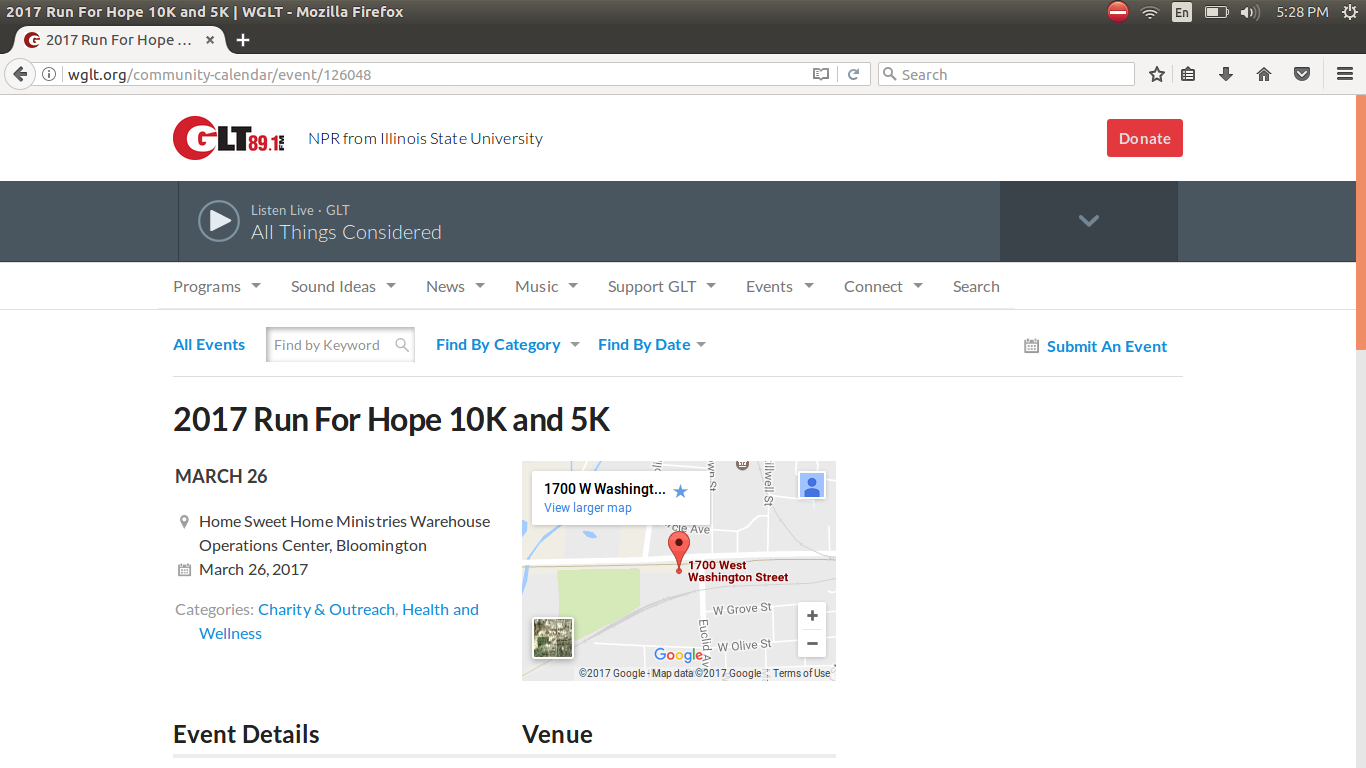 2017 Run For Hope 10K and 5K | WGLT - Mozilla Firefox
En
5:28 PM
2017 Run For Hope ...
wglt.org/community-calendar/event/126048
Search
GLT 89.1 FM
NPR from Illinois State University
Donate
Listen Live · GLT
All Things Considered
Programs
Sound Ideas
News
Music
Support GLT
Events
Connect
Search
All Events
Find by Keyword
Find By Category
Find By Date
Submit An Event
2017 Run For Hope 10K and 5K
MARCH 26
Home Sweet Home Ministries Warehouse
Operations Center, Bloomington
March 26, 2017
Categories: Charity & Outreach, Health and
Wellness
1700 W Washingt...
View larger map
1700 West
Washington Street
W Grove St
W Olive St
Euclid Av
Google
©2017 Google - Map data ©2017 Google
Terms of Use
+
−
Event Details
Venue